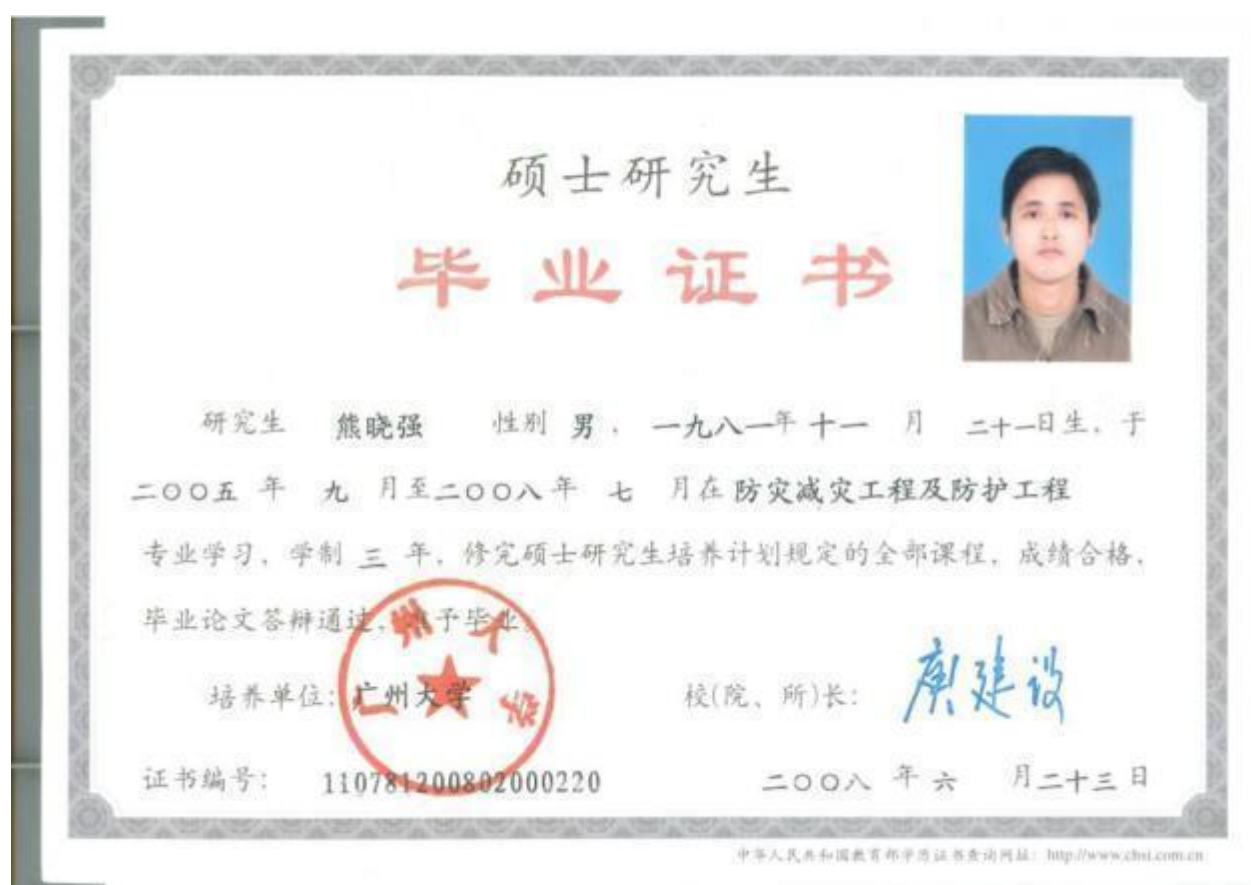 硕士研究生
毕业证书
研究生 熊晓强 性别 男，一九八一年 十一 月 二十一日生，于
二〇〇五 年 九 月至二〇〇八年 七 月在 防灾减灾工程及防护工程
专业学习，学制 三 年，修完硕士研究生培养计划规定的全部课程，成绩合格，
毕业论文答辩通过，准予毕业。
培养单位：广州大学
校(院、所)长：庾建设
广州大学
证书编号： 110781200802000220
二〇〇八 年 六 月二十三日
中华人民共和国教育部学历证书查询网址：http://www.chsi.com.cn